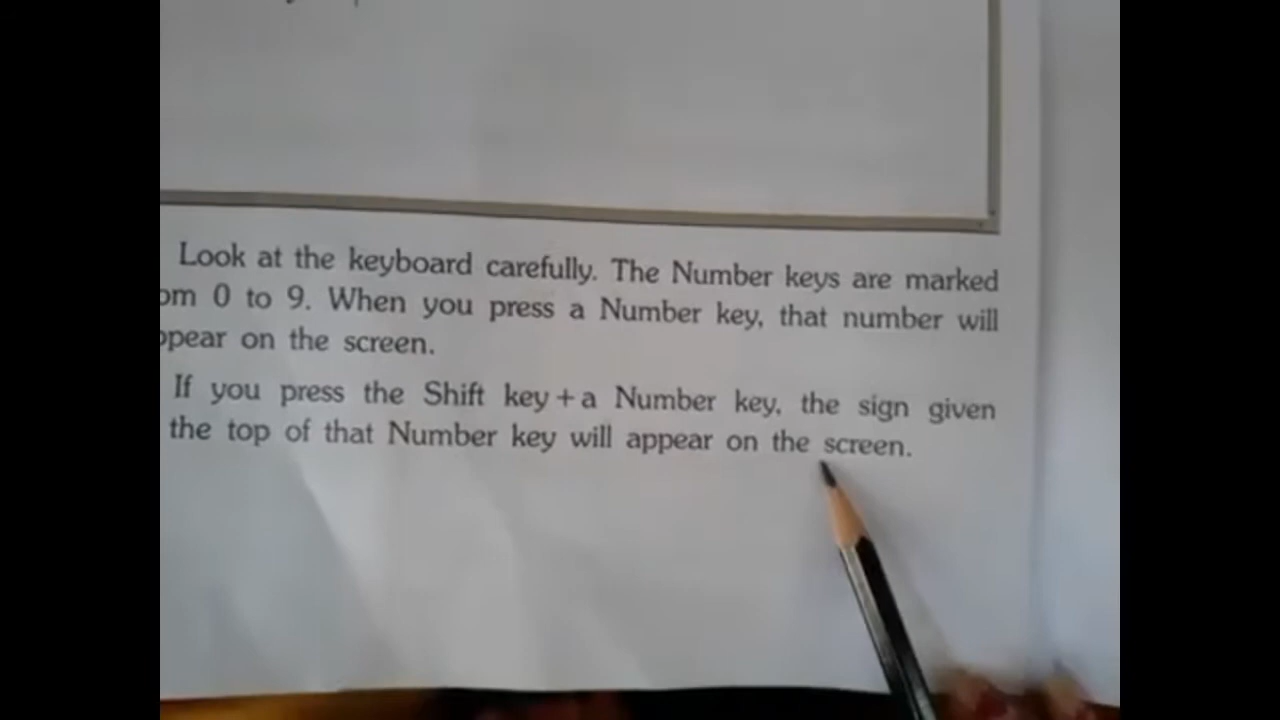 Look at the keyboard carefully. The Number keys are marked
om 0 to 9. When you press a Number key, that number will
ppear on the screen.
If you press the Shift key + a Number key, the sign given
the top of that Number key will appear on the screen.